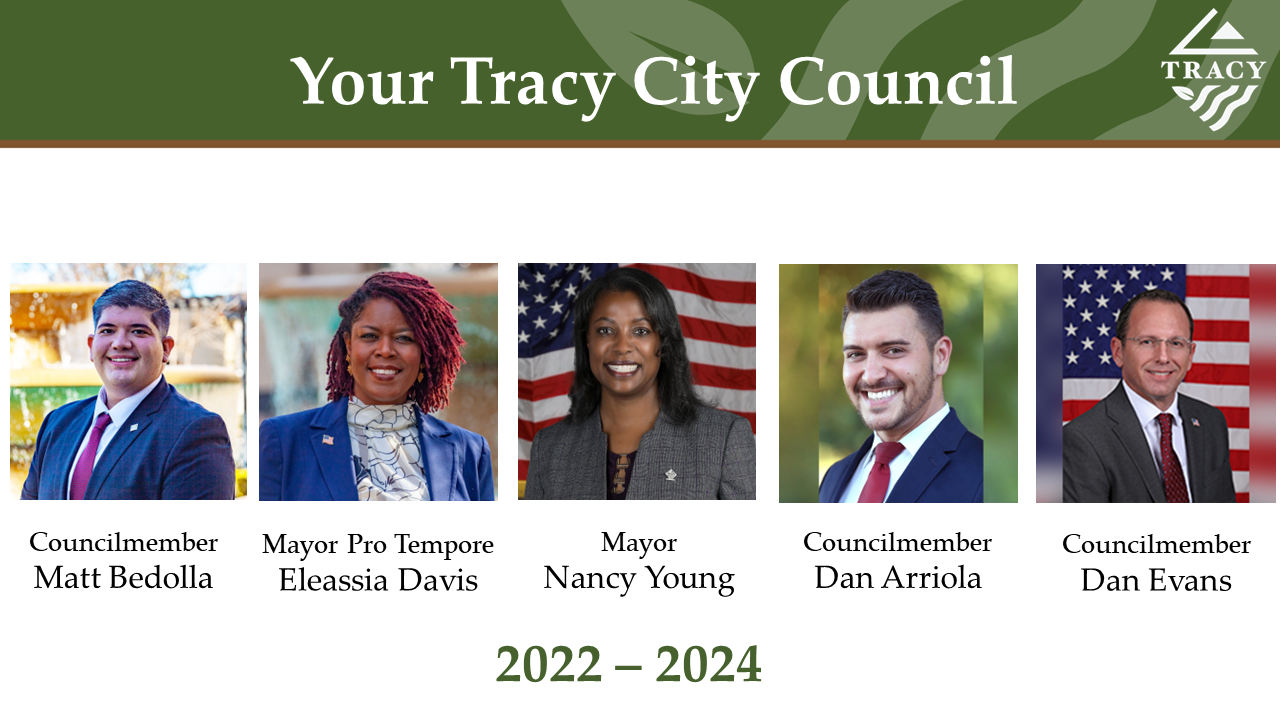 Your Tracy City Council
TRACY
Councilmember
Matt Bedolla
Mayor Pro Tempore
Eleassia Davis
Mayor
Nancy Young
Councilmember
Dan Arriola
Councilmember
Dan Evans
2022 – 2024